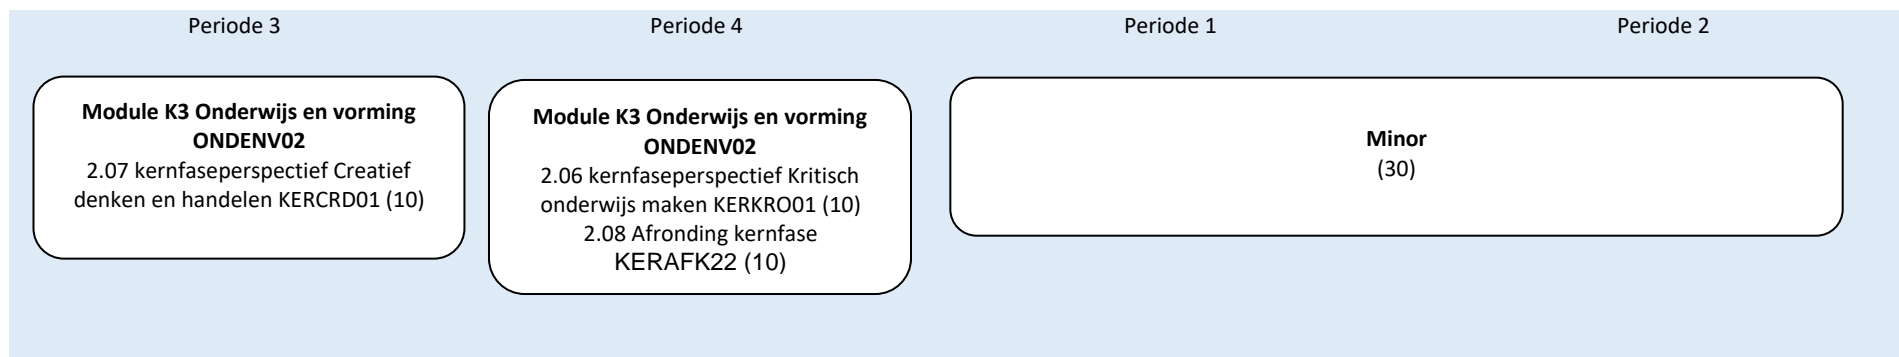 Periode 3
Periode 4
Periode 1
Periode 2
Module K3 Onderwijs en vorming
ONDENV02
2.07 kernfaseperspectief Creatief
denken en handelen KERCRD01 (10)
Module K3 Onderwijs en vorming
ONDENV02
2.06 kernfaseperspectief Kritisch
onderwijs maken KERKRO01 (10)
2.08 Afronding kernfase
KERAFK22 (10)
Minor
(30)